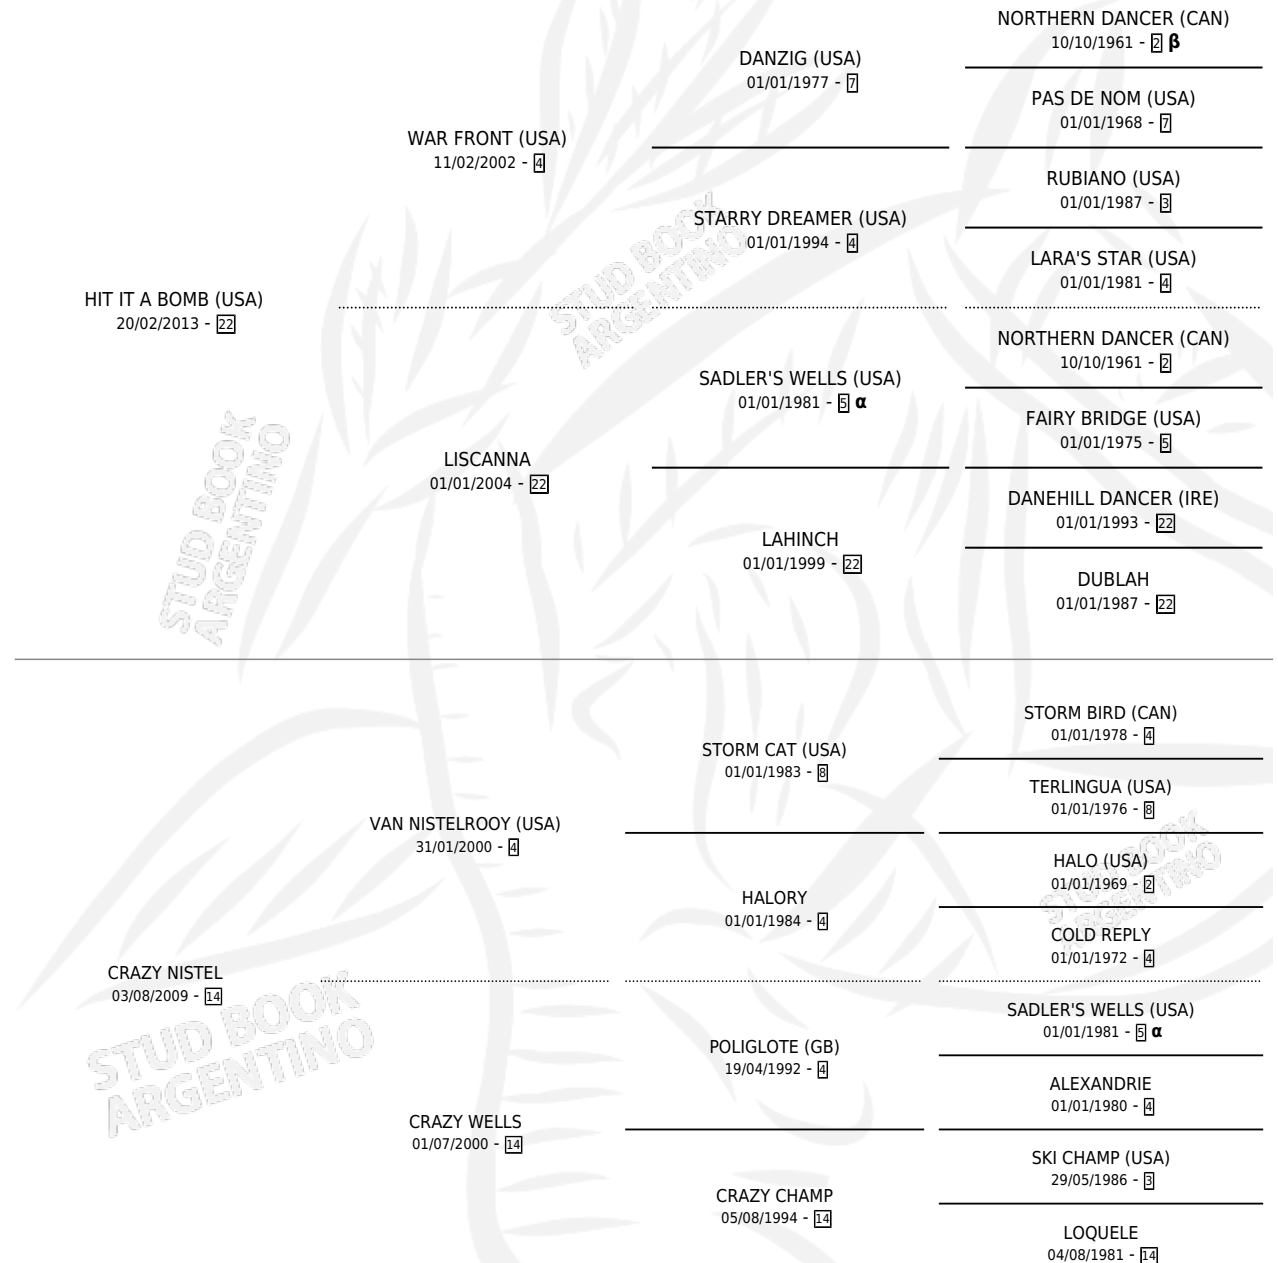 NORTHERN DANCER (CAN)
10/10/1961 - 2 β
DANZIG (USA)
01/01/1977 - 7
PAS DE NOM (USA)
01/01/1968 - 7
WAR FRONT (USA)
11/02/2002 - 4
RUBIANO (USA)
01/01/1987 - 3
STARRY DREAMER (USA)
01/01/1994 - 4
LARA'S STAR (USA)
01/01/1981 - 4
HIT IT A BOMB (USA)
20/02/2013 - 22
NORTHERN DANCER (CAN)
10/10/1961 - 2
SADLER'S WELLS (USA)
01/01/1981 - 5 α
FAIRY BRIDGE (USA)
01/01/1975 - 5
LISCANNA
01/01/2004 - 22
DANEHILL DANCER (IRE)
01/01/1993 - 22
LAHINCH
01/01/1999 - 22
DUBLAH
01/01/1987 - 22
STORM BIRD (CAN)
01/01/1978 - 4
STORM CAT (USA)
01/01/1983 - 8
TERLINGUA (USA)
01/01/1976 - 8
VAN NISTELROOY (USA)
31/01/2000 - 4
HALO (USA)
01/01/1969 - 2
HALORY
01/01/1984 - 4
COLD REPLY
01/01/1972 - 4
CRAZY NISTEL
03/08/2009 - 14
SADLER'S WELLS (USA)
01/01/1981 - 5 α
POLIGLOTE (GB)
19/04/1992 - 4
ALEXANDRIE
01/01/1980 - 4
CRAZY WELLS
01/07/2000 - 14
SKI CHAMP (USA)
29/05/1986 - 3
CRAZY CHAMP
05/08/1994 - 14
LOQUELE
04/08/1981 - 14
STUD BOOK
ARGENTINO
STUD BOOK
ARGENTINO
STUD BOOK
ARGENTINO
STUD BOOK
ARGENTINO